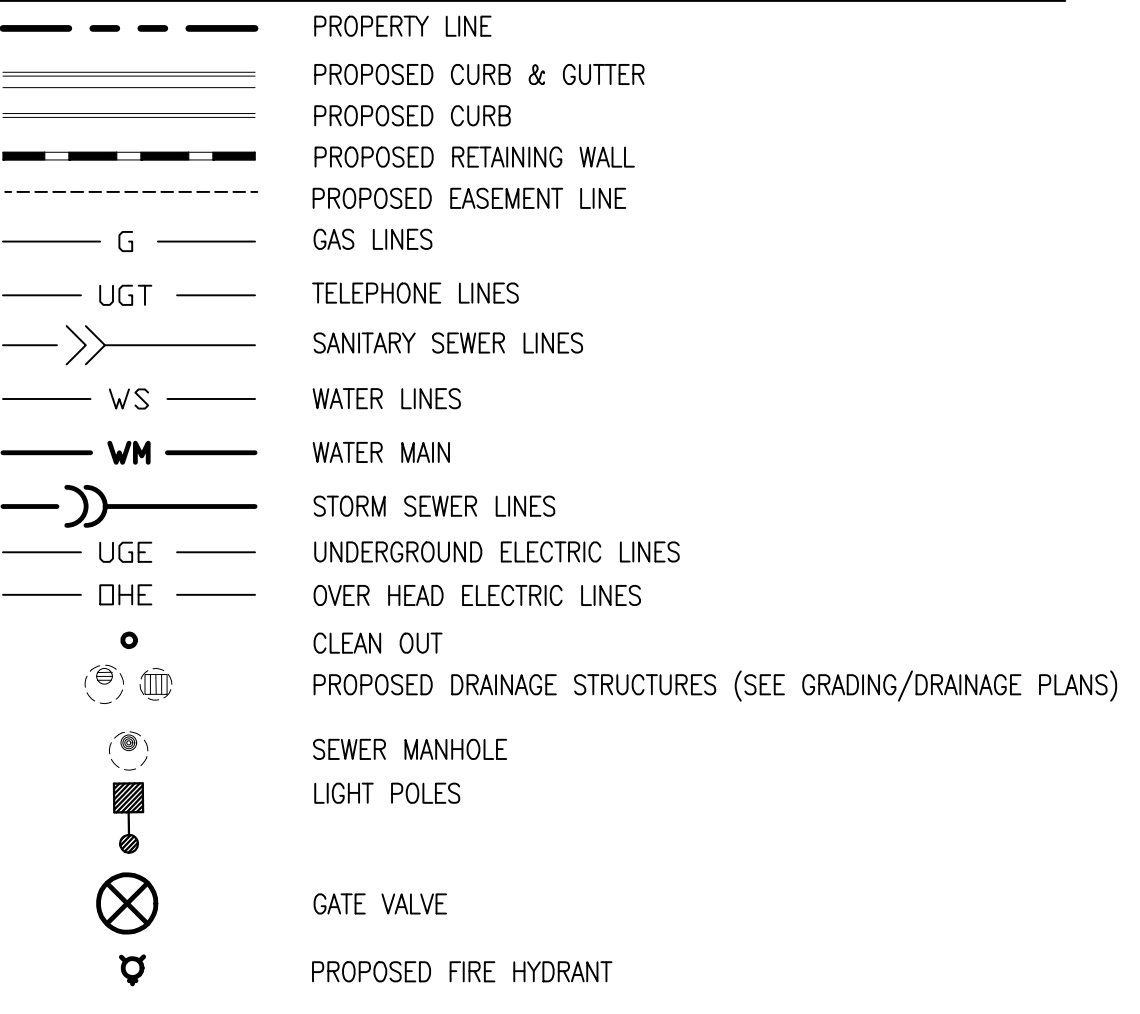 PROPERTY LINE
PROPOSED CURB & GUTTER
PROPOSED CURB
PROPOSED RETAINING WALL
PROPOSED EASEMENT LINE
G GAS LINES
UGT TELEPHONE LINES
SANITARY SEWER LINES
WS WATER LINES
WM WATER MAIN
STORM SEWER LINES
UGE UNDERGROUND ELECTRIC LINES
OHE OVER HEAD ELECTRIC LINES
CLEAN OUT
PROPOSED DRAINAGE STRUCTURES (SEE GRADING/DRAINAGE PLANS)
SEWER MANHOLE
LIGHT POLES
GATE VALVE
PROPOSED FIRE HYDRANT